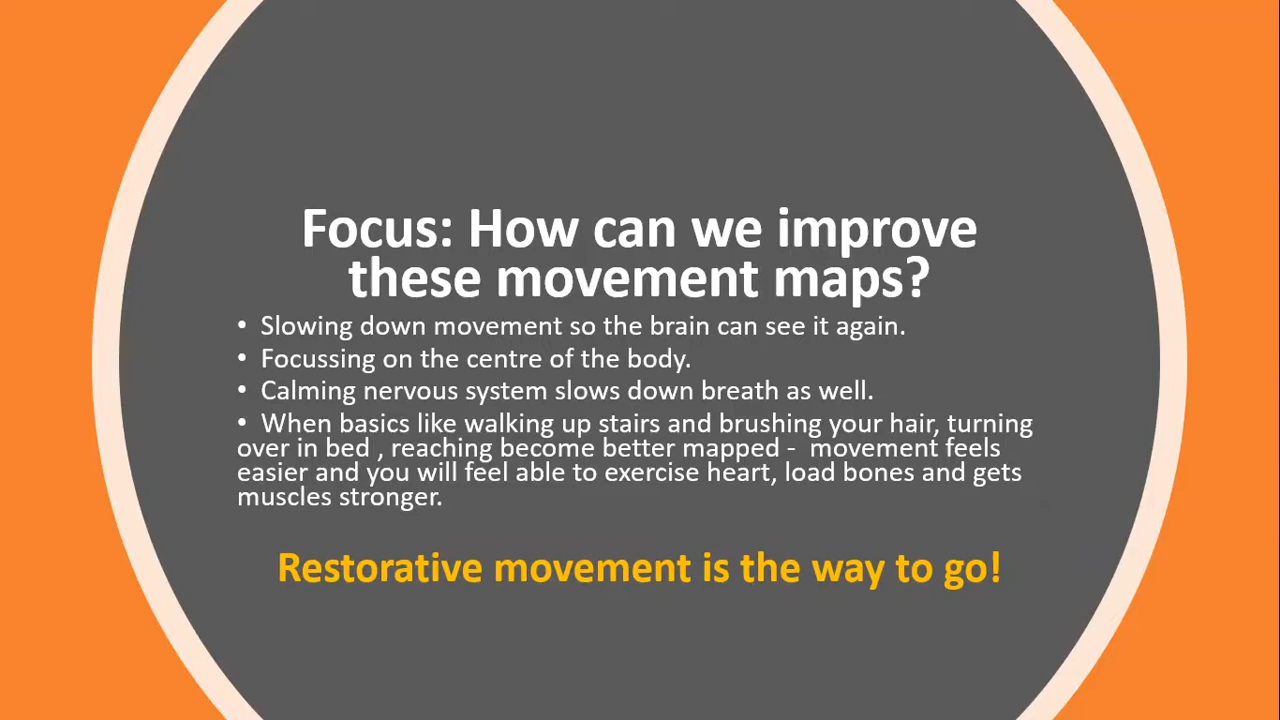 Focus: How can we improve
these movement maps?
• Slowing down movement so the brain can see it again.
• Focussing on the centre of the body.
• Calming nervous system slows down breath as well.
• When basics like walking up stairs and brushing your hair, turning
over in bed , reaching become better mapped - movement feels
easier and you will feel able to exercise heart, load bones and gets
muscles stronger.
Restorative movement is the way to go!